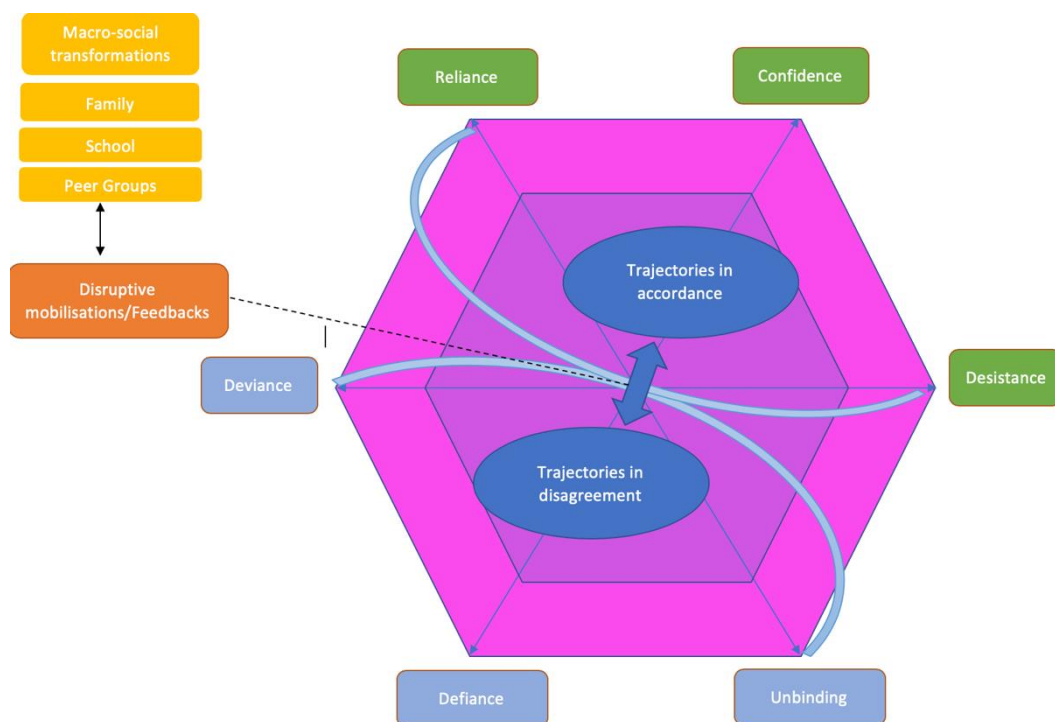 Macro-social
transformations
Family
School
Peer Groups
Disruptive
mobilisations/Feedbacks
Reliance
Confidence
Trajectories in
accordance
Deviance
Desistance
Trajectories in
disagreement
Defiance
Unbinding